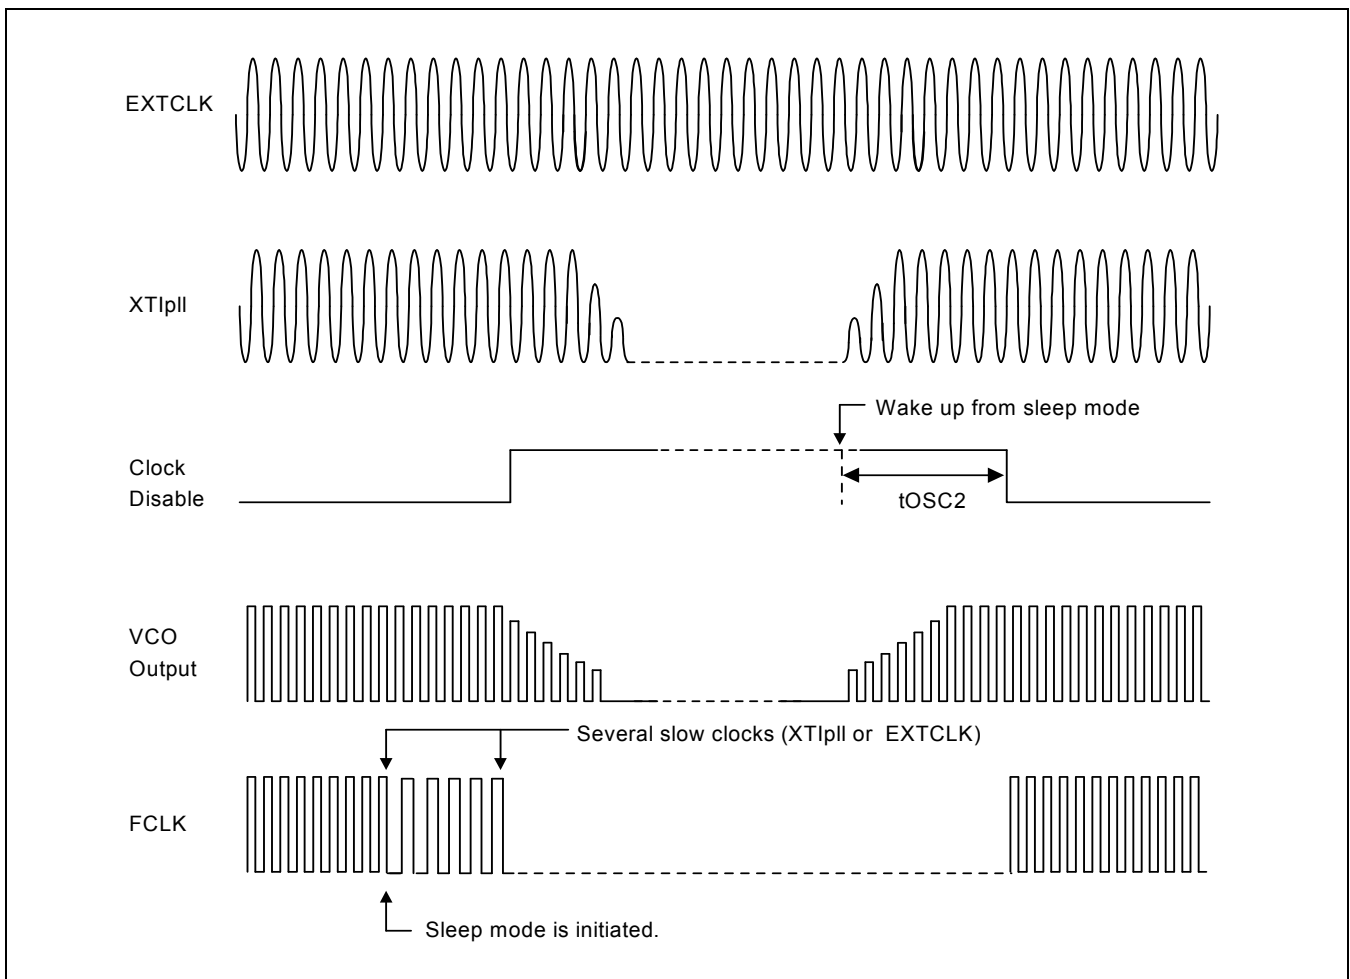 EXTCLK
XTIpll
Wake up from sleep mode
Clock
Disable
tOSC2
VCO
Output
Several slow clocks (XTIpll or EXTCLK)
FCLK
Sleep mode is initiated.